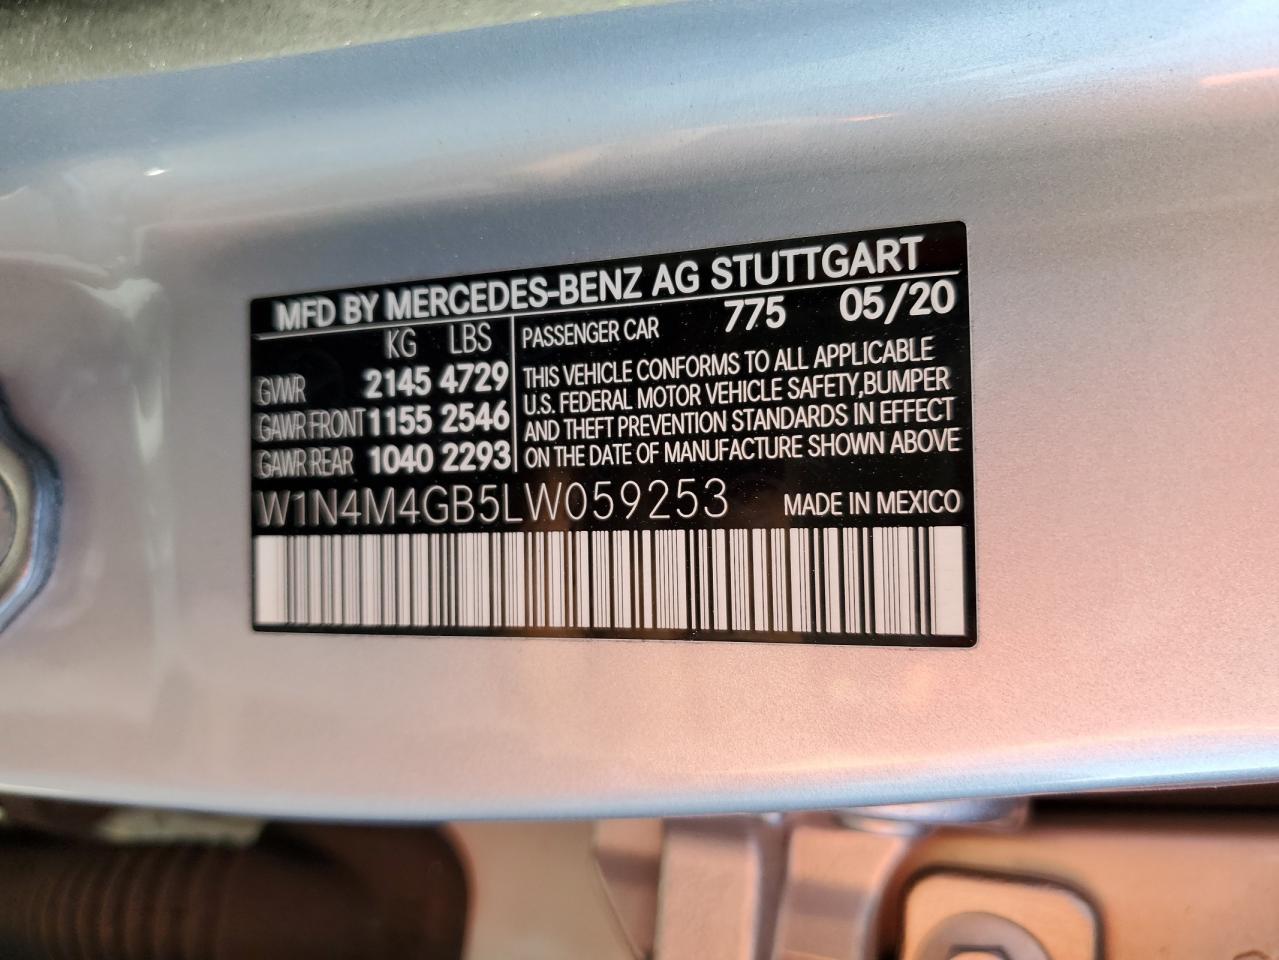 MFD BY MERCEDES-BENZ AG STUTTGART
KG LBS
GVWR 2145 4729
GAWR FRONT 1155 2546
GAWR REAR 1040 2293
PASSENGER CAR 775 05/20
THIS VEHICLE CONFORMS TO ALL APPLICABLE
U.S. FEDERAL MOTOR VEHICLE SAFETY,BUMPER
AND THEFT PREVENTION STANDARDS IN EFFECT
ON THE DATE OF MANUFACTURE SHOWN ABOVE
W1N4M4GB5LW059253 MADE IN MEXICO